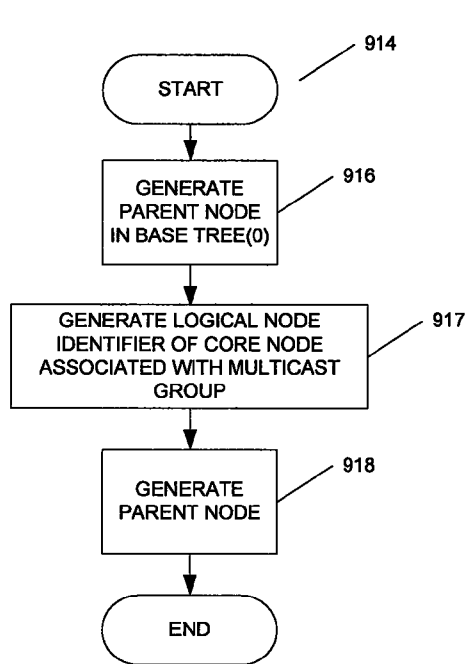 914
START
916
GENERATE
PARENT NODE
IN BASE TREE(0)
917
GENERATE LOGICAL NODE
IDENTIFIER OF CORE NODE
ASSOCIATED WITH MULTICAST
GROUP
918
GENERATE
PARENT NODE
END